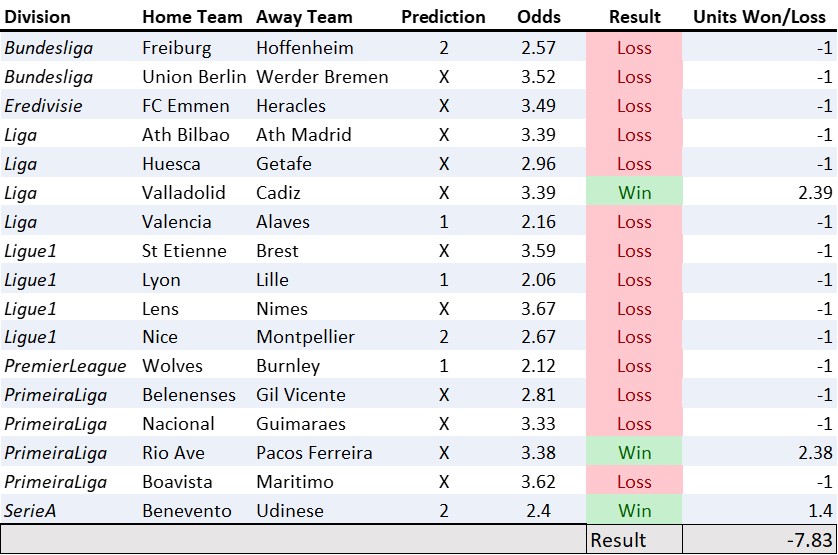 Division Home Team Away Team Prediction Odds Result Units Won/Loss
Bundesliga Freiburg Hoffenheim 2 2.57 Loss -1
Bundesliga Union Berlin Werder Bremen X 3.52 Loss -1
Eredivisie FC Emmen Heracles X 3.49 Loss -1
Liga Ath Bilbao Ath Madrid X 3.39 Loss -1
Liga Huesca Getafe X 2.96 Loss -1
Liga Valladolid Cadiz X 3.39 Win 2.39
Liga Valencia Alaves 1 2.16 Loss -1
Ligue1 St Etienne Brest X 3.59 Loss -1
Ligue1 Lyon Lille 1 2.06 Loss -1
Ligue1 Lens Nimes X 3.67 Loss -1
Ligue1 Nice Montpellier 2 2.67 Loss -1
PremierLeague Wolves Burnley 1 2.12 Loss -1
PrimeiraLiga Belenenses Gil Vicente X 2.81 Loss -1
PrimeiraLiga Nacional Guimaraes X 3.33 Loss -1
PrimeiraLiga Rio Ave Pacos Ferreira X 3.38 Win 2.38
PrimeiraLiga Boavista Maritimo X 3.62 Loss -1
SerieA Benevento Udinese 2 2.4 Win 1.4
Result -7.83